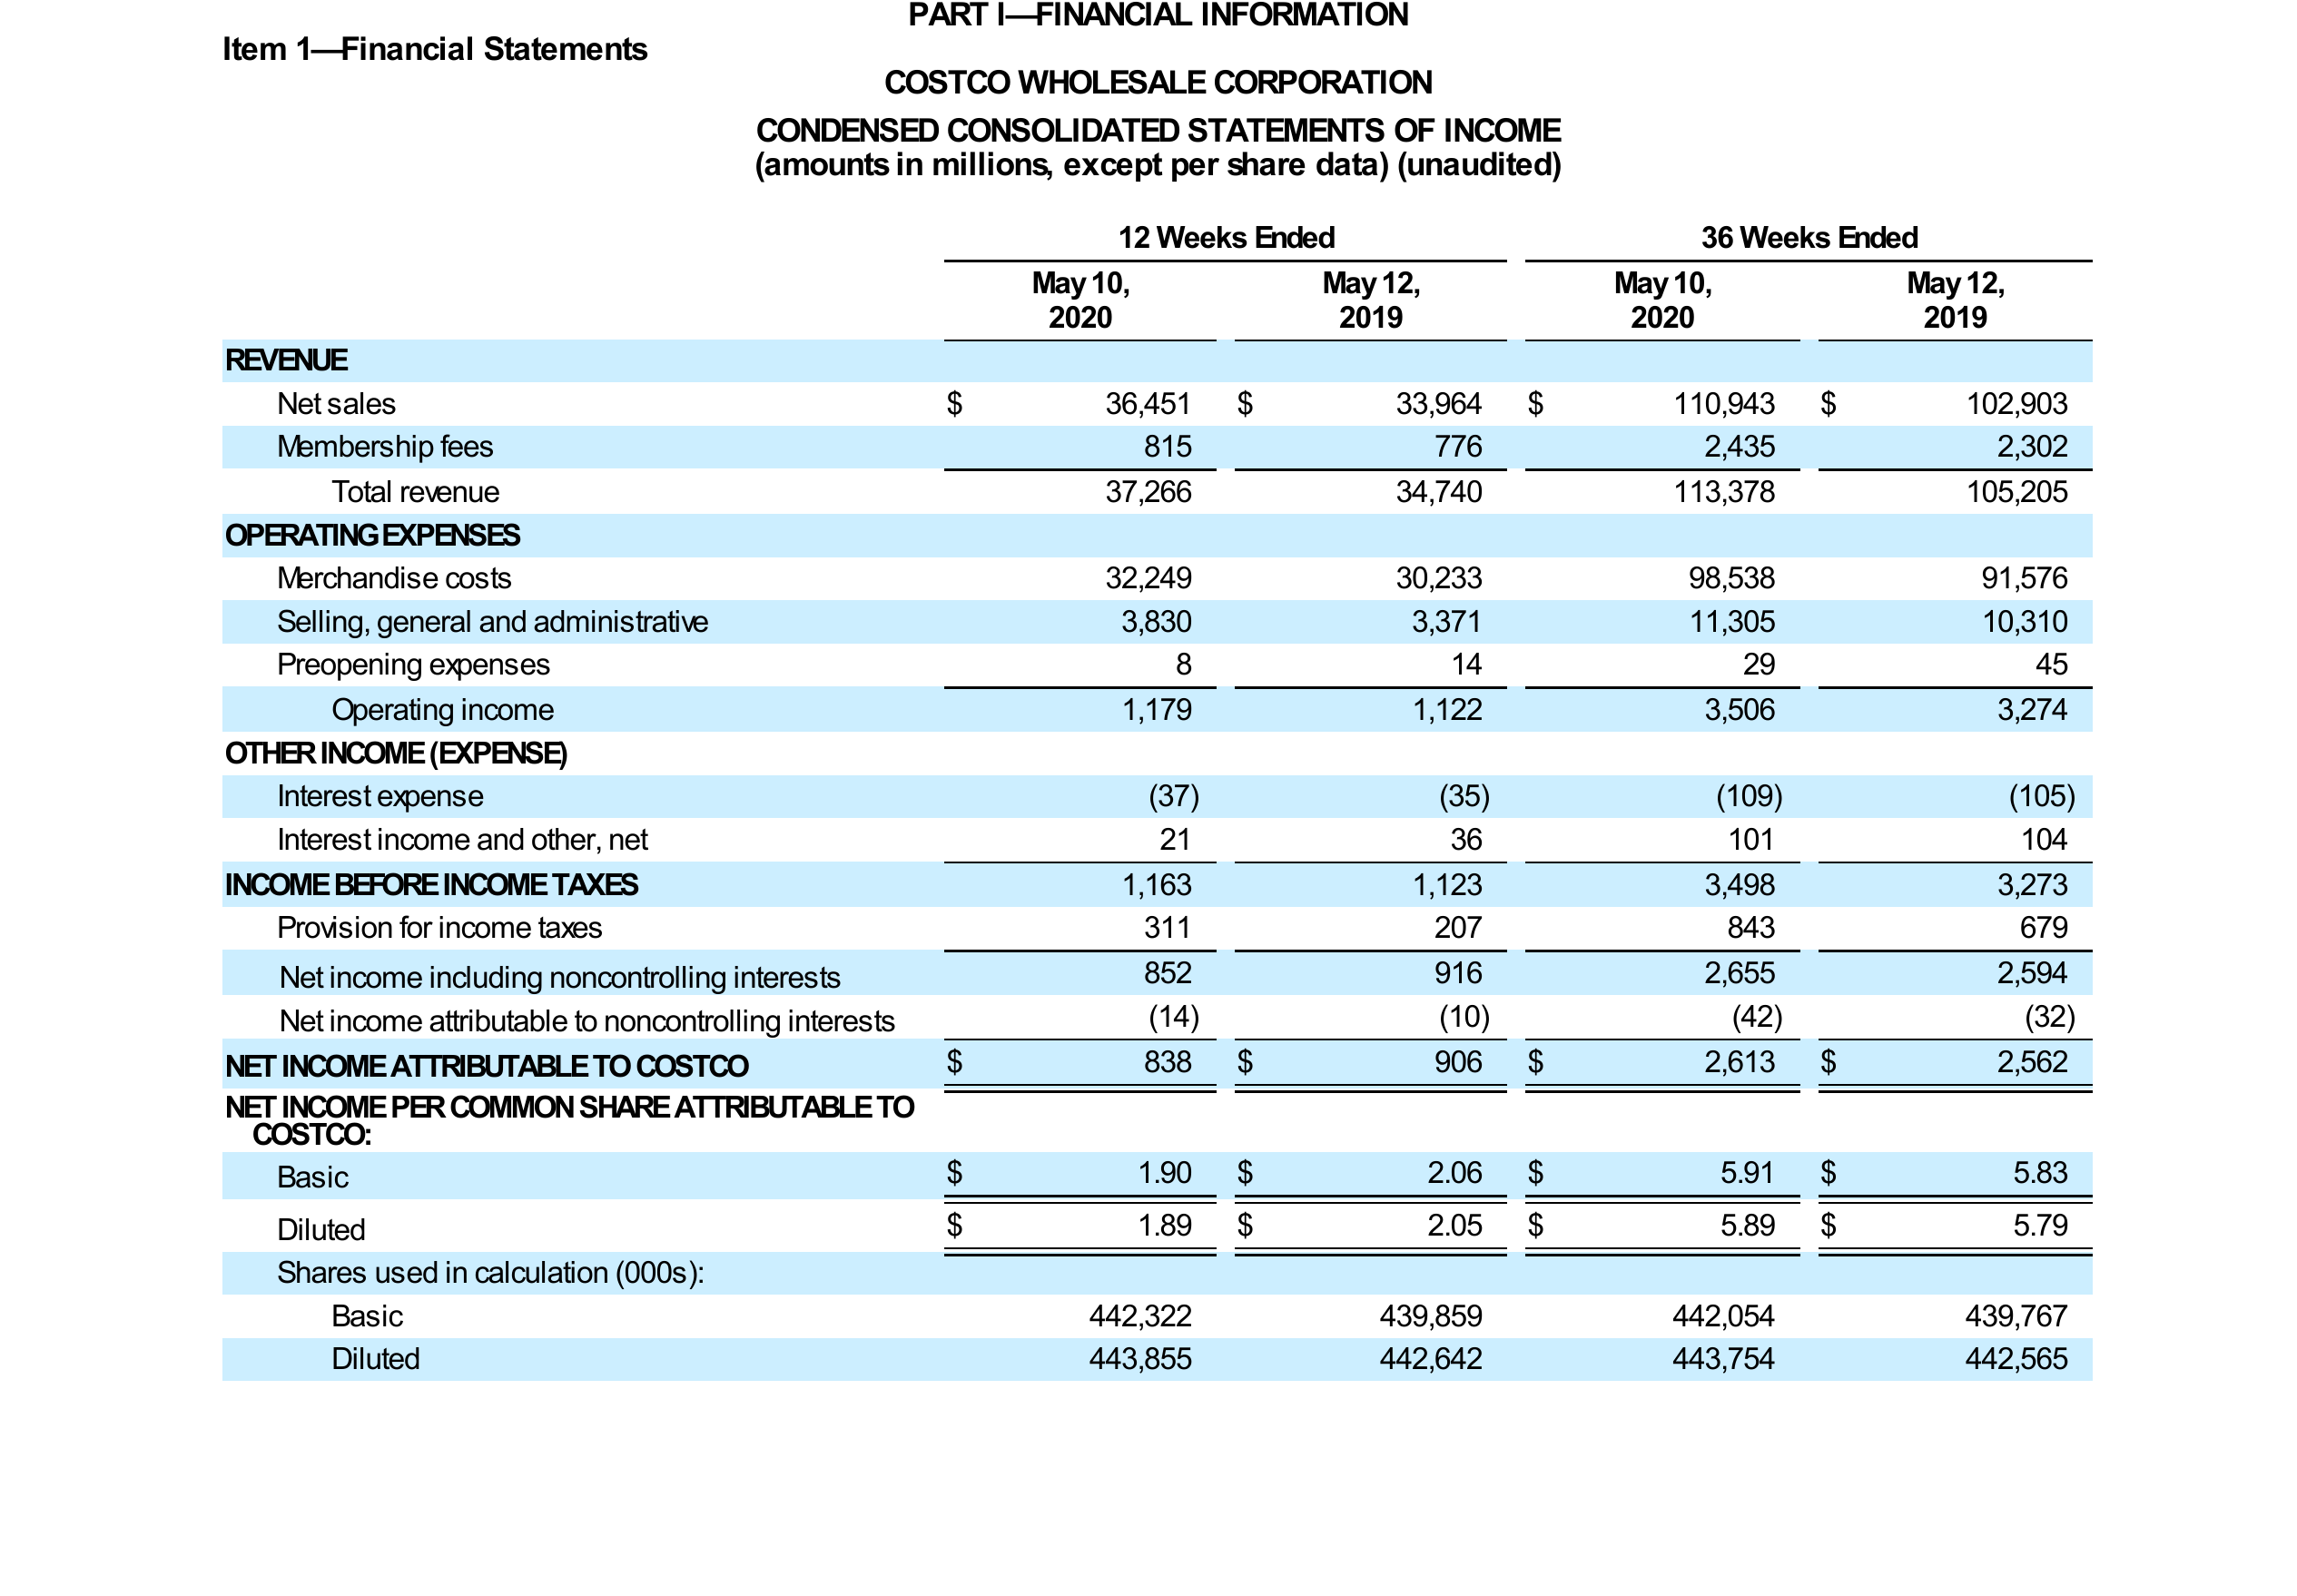 PART I—FINANCIAL INFORMATION
Item 1—Financial Statements
COSTCO WHOLESALE CORPORATION
CONDENSED CONSOLIDATED STATEMENTS OF INCOME
(amounts in millions, except per share data) (unaudited)
12 Weeks Ended 36 Weeks Ended
May 10, May 12, May 10, May 12,
2020 2019 2020 2019
REVENUE
Net sales $ 36,451 $ 33,964 $ 110,943 $ 102,903
Membership fees 815 776 2,435 2,302
Total revenue 37,266 34,740 113,378 105,205
OPERATING EXPENSES
Merchandise costs 32,249 30,233 98,538 91,576
Selling, general and administrative 3,830 3,371 11,305 10,310
Preopening expenses 8 14 29 45
Operating income 1,179 1,122 3,506 3,274
OTHER INCOME (EXPENSE)
Interest expense (37) (35) (109) (105)
Interest income and other, net 21 36 101 104
INCOME BEFORE INCOME TAXES 1,163 1,123 3,498 3,273
Provision for income taxes 311 207 843 679
Net income including noncontrolling interests 852 916 2,655 2,594
Net income attributable to noncontrolling interests (14) (10) (42) (32)
NET INCOME ATTRIBUTABLE TO COSTCO $ 838 $ 906 $ 2,613 $ 2,562
NET INCOME PER COMMON SHARE ATTRIBUTABLE TO
COSTCO:
Basic $ 1.90 $ 2.06 $ 5.91 $ 5.83
Diluted $ 1.89 $ 2.05 $ 5.89 $ 5.79
Shares used in calculation (000s):
Basic 442,322 439,859 442,054 439,767
Diluted 443,855 442,642 443,754 442,565